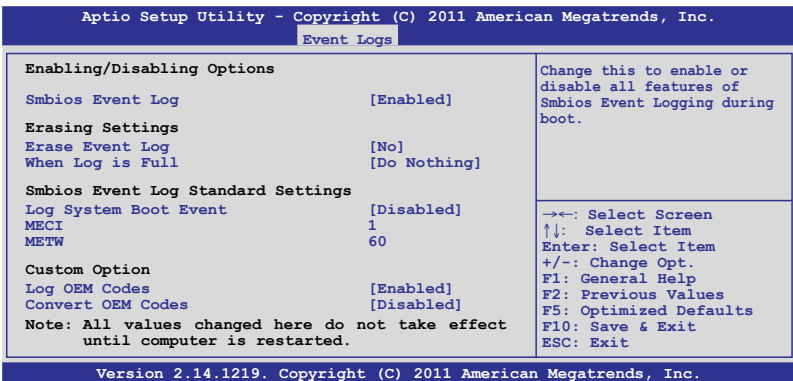 Aptio Setup Utility - Copyright (C) 2011 American Megatrends, Inc.
Event Logs
Enabling/Disabling Options
Smbios Event Log [Enabled]
Erasing Settings
Erase Event Log [No]
When Log is Full [Do Nothing]
Smbios Event Log Standard Settings
Log System Boot Event [Disabled]
MECI 1
METW 60
Custom Option
Log OEM Codes [Enabled]
Convert OEM Codes [Disabled]
Note: All values changed here do not take effect
until computer is restarted.
Change this to enable or
disable all features of
Smbios Event Logging during
boot.
→←: Select Screen
↑↓: Select Item
Enter: Select Item
+/-: Change Opt.
F1: General Help
F2: Previous Values
F5: Optimized Defaults
F10: Save & Exit
ESC: Exit
Version 2.14.1219. Copyright (C) 2011 American Megatrends, Inc.